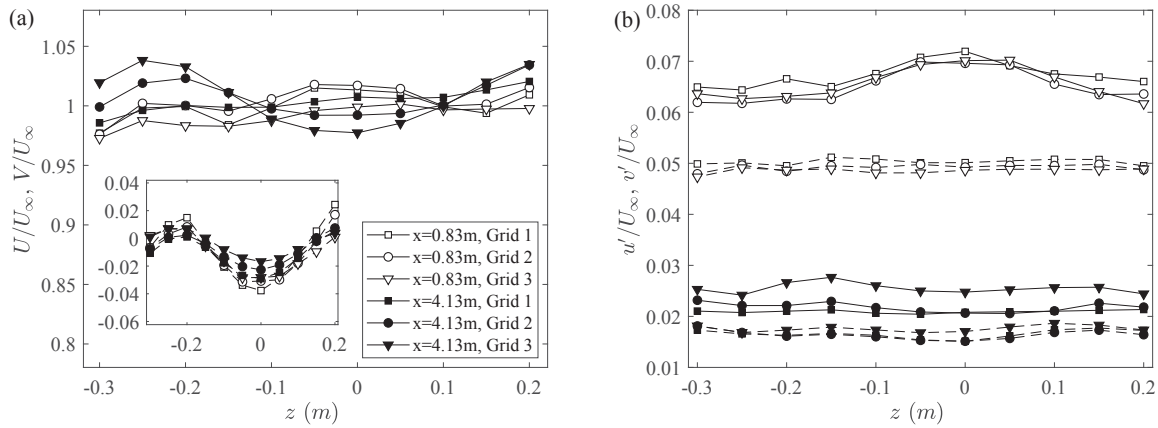 (a)
1.05
1
0.95
0.9
0.85
0.8
U/U∞, V/U∞
-0.3 -0.2 -0.1 0 0.1 0.2
z (m)
0.04
0.02
0
-0.02
-0.04
-0.06
-0.2 0 0.2
x=0.83m, Grid 1
x=0.83m, Grid 2
x=0.83m, Grid 3
x=4.13m, Grid 1
x=4.13m, Grid 2
x=4.13m, Grid 3
(b)
0.08
0.07
0.06
0.05
0.04
0.03
0.02
0.01
u'/U∞, v'/U∞
-0.3 -0.2 -0.1 0 0.1 0.2
z (m)